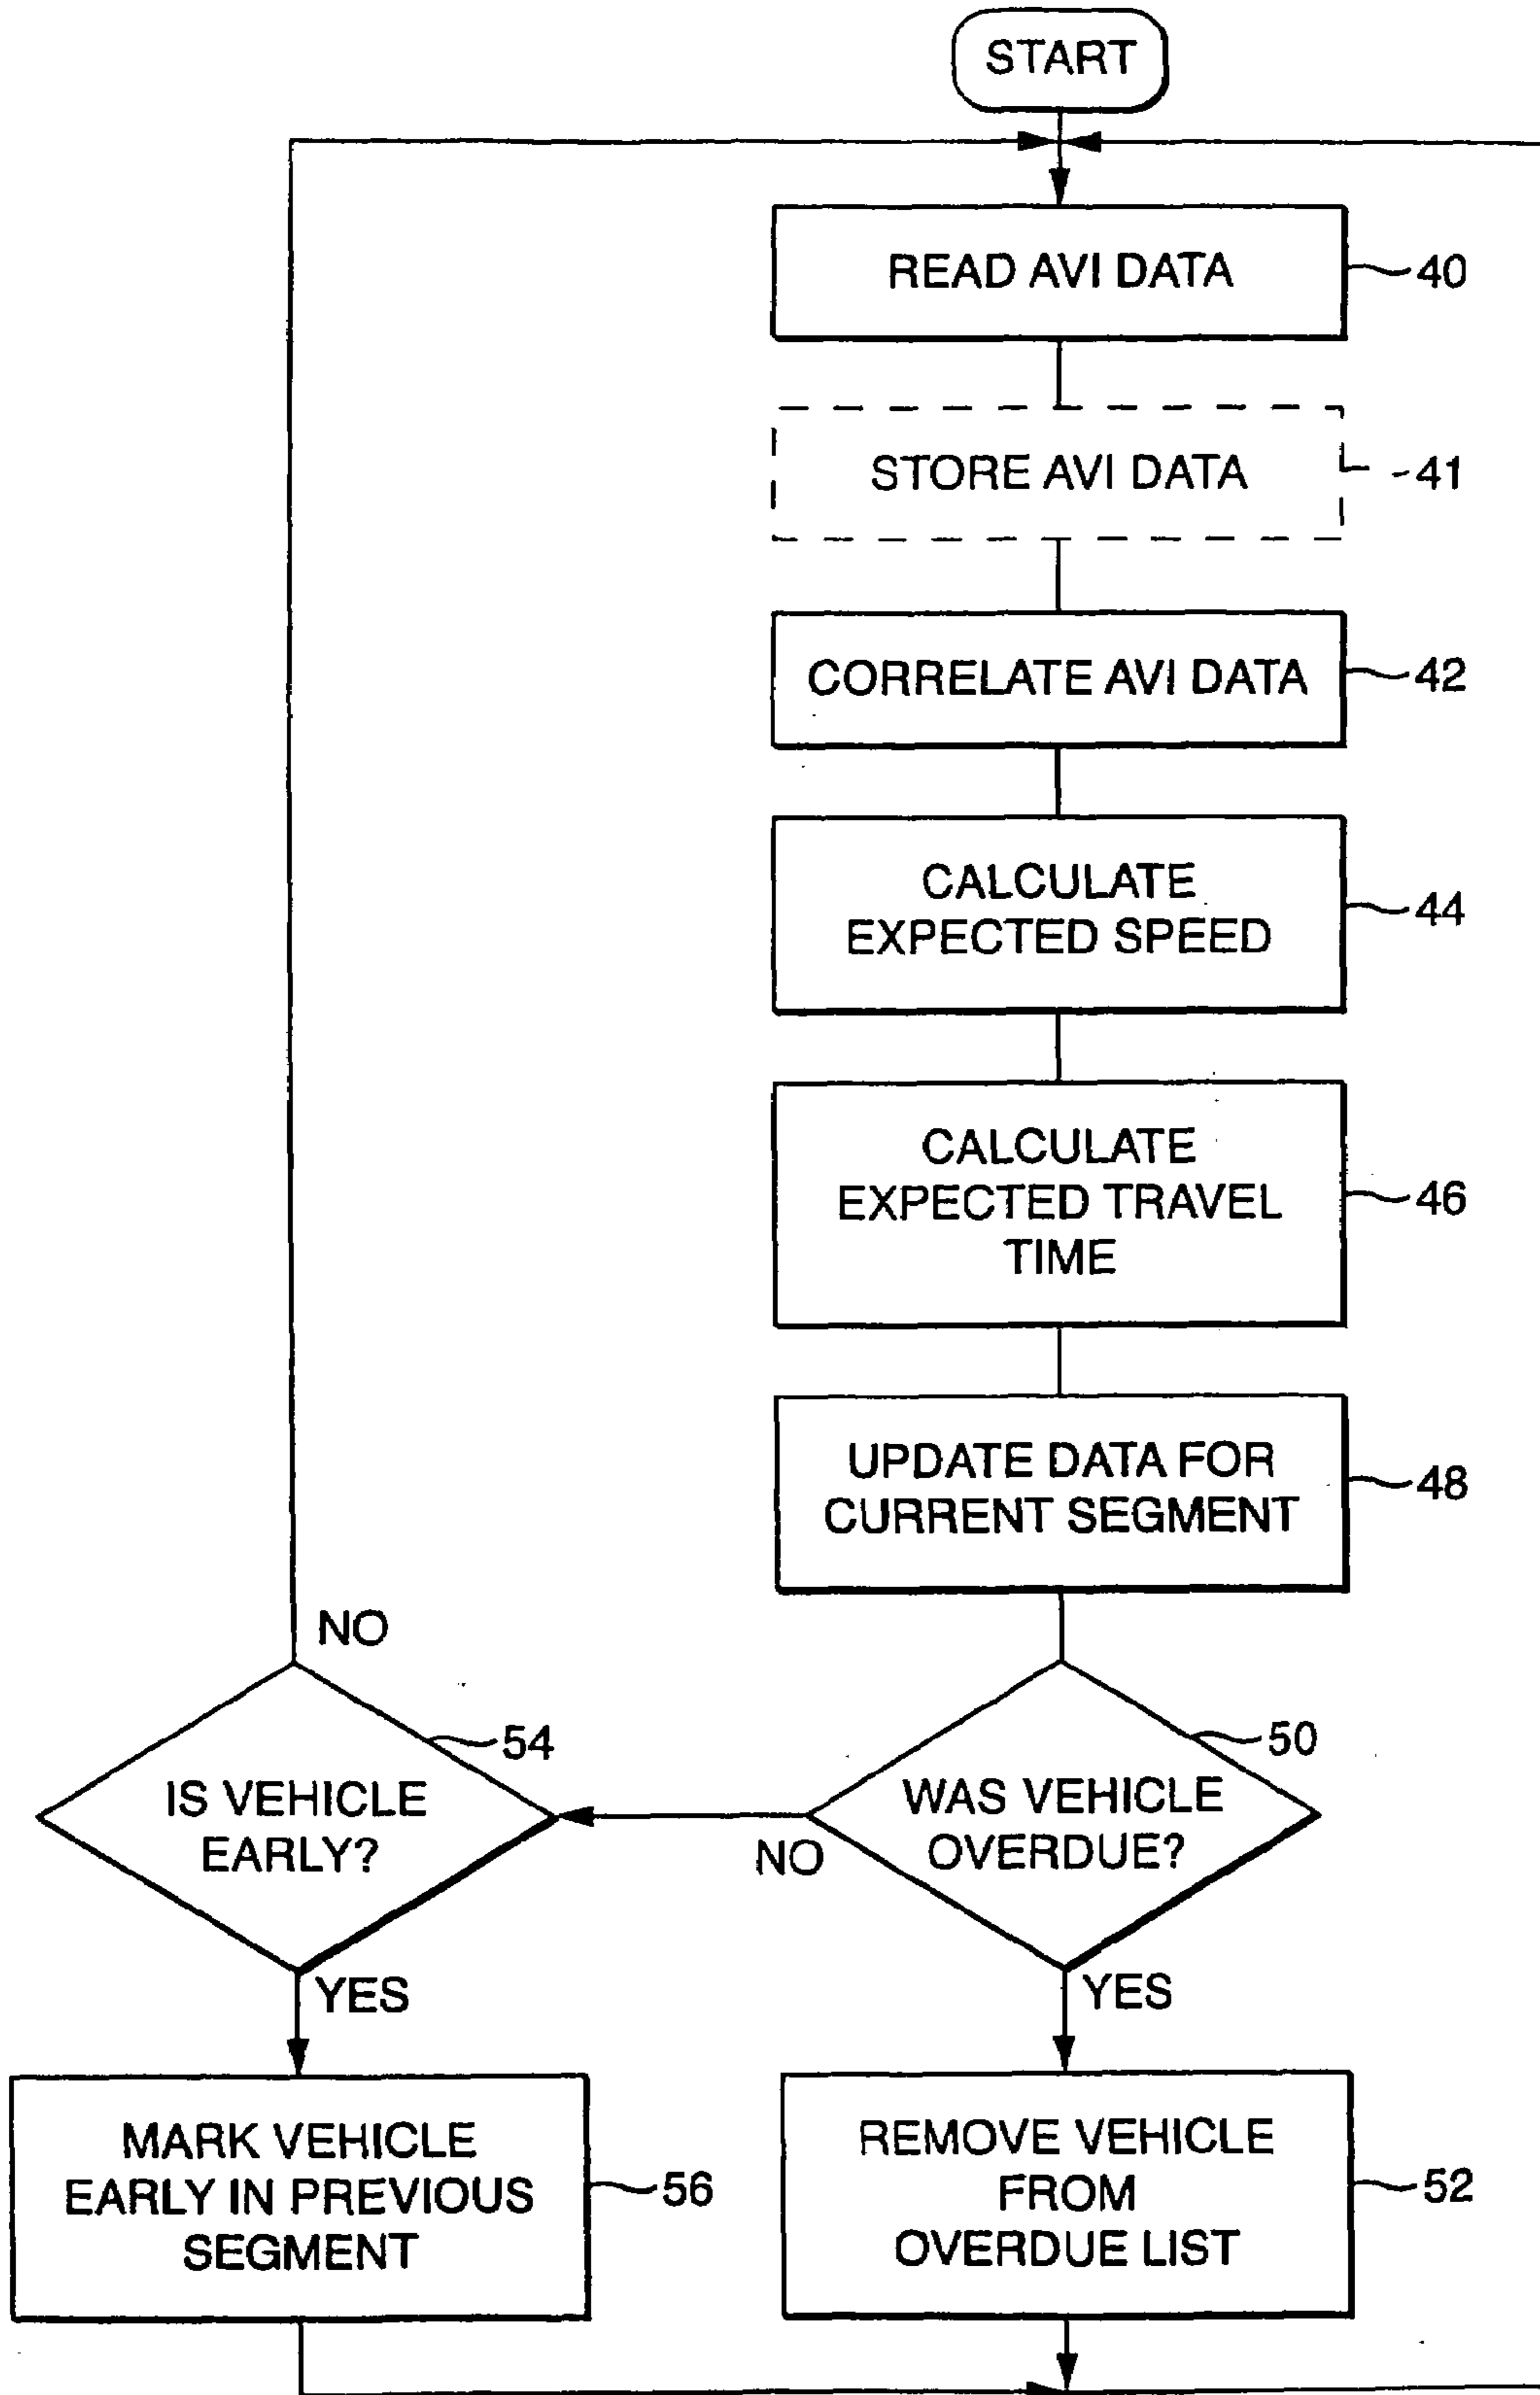 START
READ AVI DATA
40
STORE AVI DATA
41
CORRELATE AVI DATA
42
CALCULATE
EXPECTED SPEED
44
CALCULATE
EXPECTED TRAVEL
TIME
46
UPDATE DATA FOR
CURRENT SEGMENT
48
NO
54
IS VEHICLE
EARLY?
50
WAS VEHICLE
OVERDUE?
NO
YES
YES
MARK VEHICLE
EARLY IN PREVIOUS
SEGMENT
56
REMOVE VEHICLE
FROM
OVERDUE LIST
52